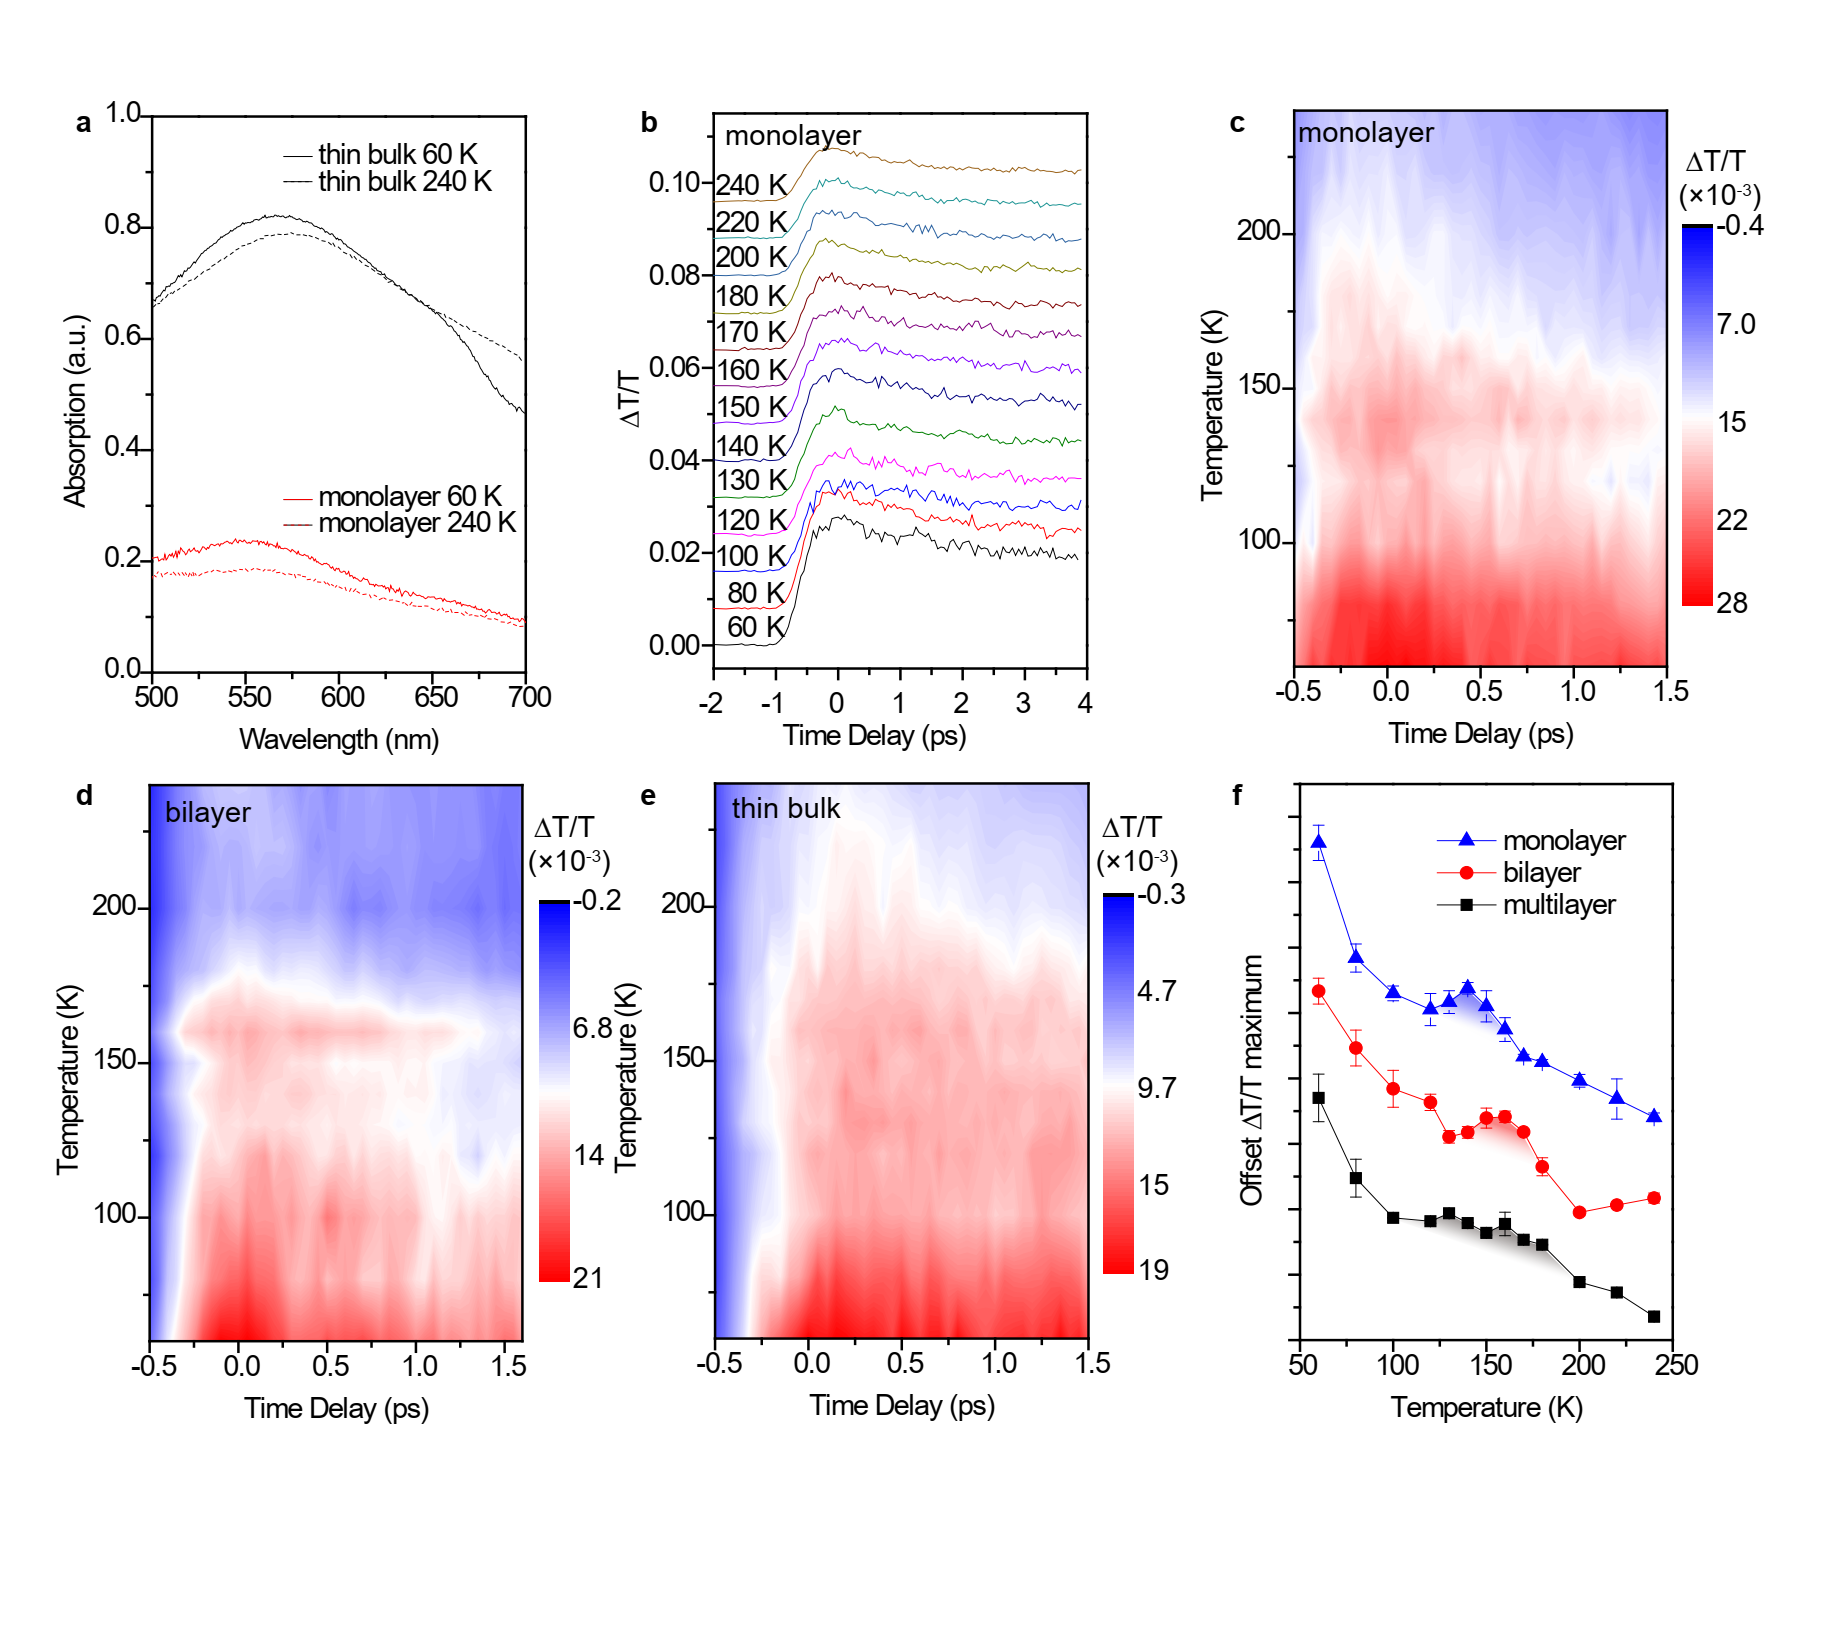 a
1.0
0.8
0.6
0.4
0.2
0.0
Absorption (a.u.)
thin bulk 60 K
thin bulk 240 K
monolayer 60 K
monolayer 240 K
500 550 600 650 700
Wavelength (nm)
b
monolayer
0.10
0.08
0.06
0.04
0.02
0.00
ΔT/T
240 K
220 K
200 K
180 K
170 K
160 K
150 K
140 K
130 K
120 K
100 K
80 K
60 K
-2 -1 0 1 2 3 4
Time Delay (ps)
c
monolayer
200
150
100
Temperature (K)
-0.5 0.0 0.5 1.0 1.5
Time Delay (ps)
ΔT/T
(×10⁻³)
-0.4
7.0
15
22
28
d
bilayer
200
150
100
Temperature (K)
-0.5 0.0 0.5 1.0 1.5
Time Delay (ps)
ΔT/T
(×10⁻³)
-0.2
6.8
14
21
e
thin bulk
200
150
100
Temperature (K)
-0.5 0.0 0.5 1.0 1.5
Time Delay (ps)
ΔT/T
(×10⁻³)
-0.3
4.7
9.7
15
19
f
monolayer
bilayer
multilayer
Offset ΔT/T maximum
50 100 150 200 250
Temperature (K)